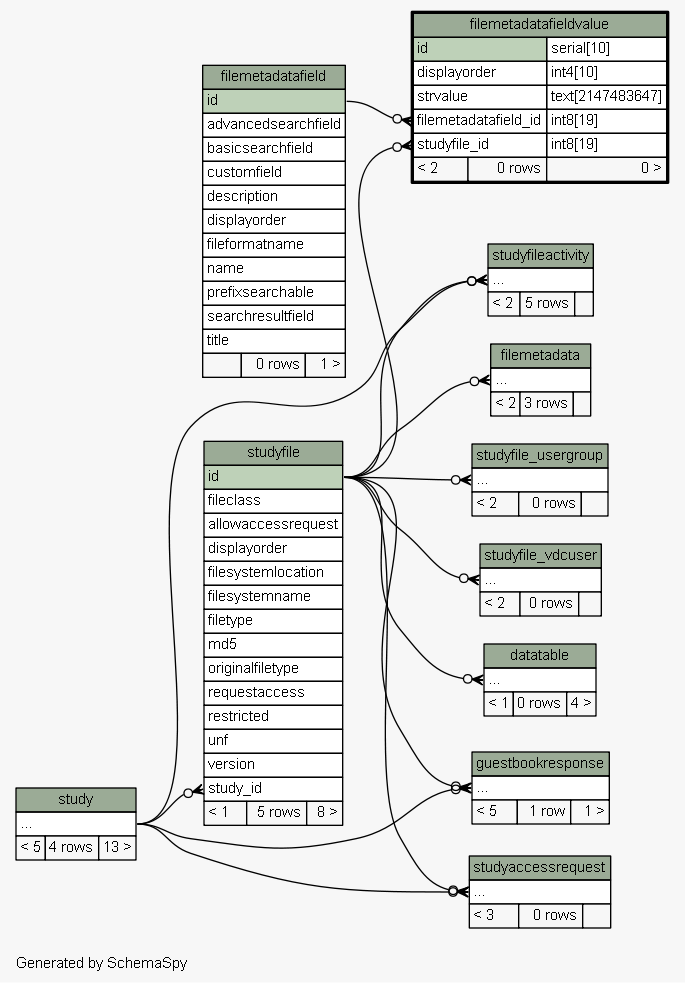 filemetadatafieldvalue
id serial[10]
displayorder int4[10]
strvalue text[2147483647]
filemetadatafield_id int8[19]
studyfile_id int8[19]
< 2 0 rows 0 >
filemetadatafield
id
advancedsearchfield
basicsearchfield
customfield
description
displayorder
fileformatname
name
prefixsearchable
searchresultfield
title
0 rows 1 >
studyfileactivity
...
< 2 5 rows
filemetadata
...
< 2 3 rows
studyfile
id
fileclass
allowaccessrequest
displayorder
filesystemlocation
filesystemname
filetype
md5
originalfiletype
requestaccess
restricted
unf
version
study_id
< 1 5 rows 8 >
studyfile_usergroup
...
< 2 0 rows
studyfile_vdcuser
...
< 2 0 rows
datatable
...
< 1 0 rows 4 >
guestbookresponse
...
< 5 1 row 1 >
study
...
< 5 4 rows 13 >
studyaccessrequest
...
< 3 0 rows
Generated by SchemaSpy